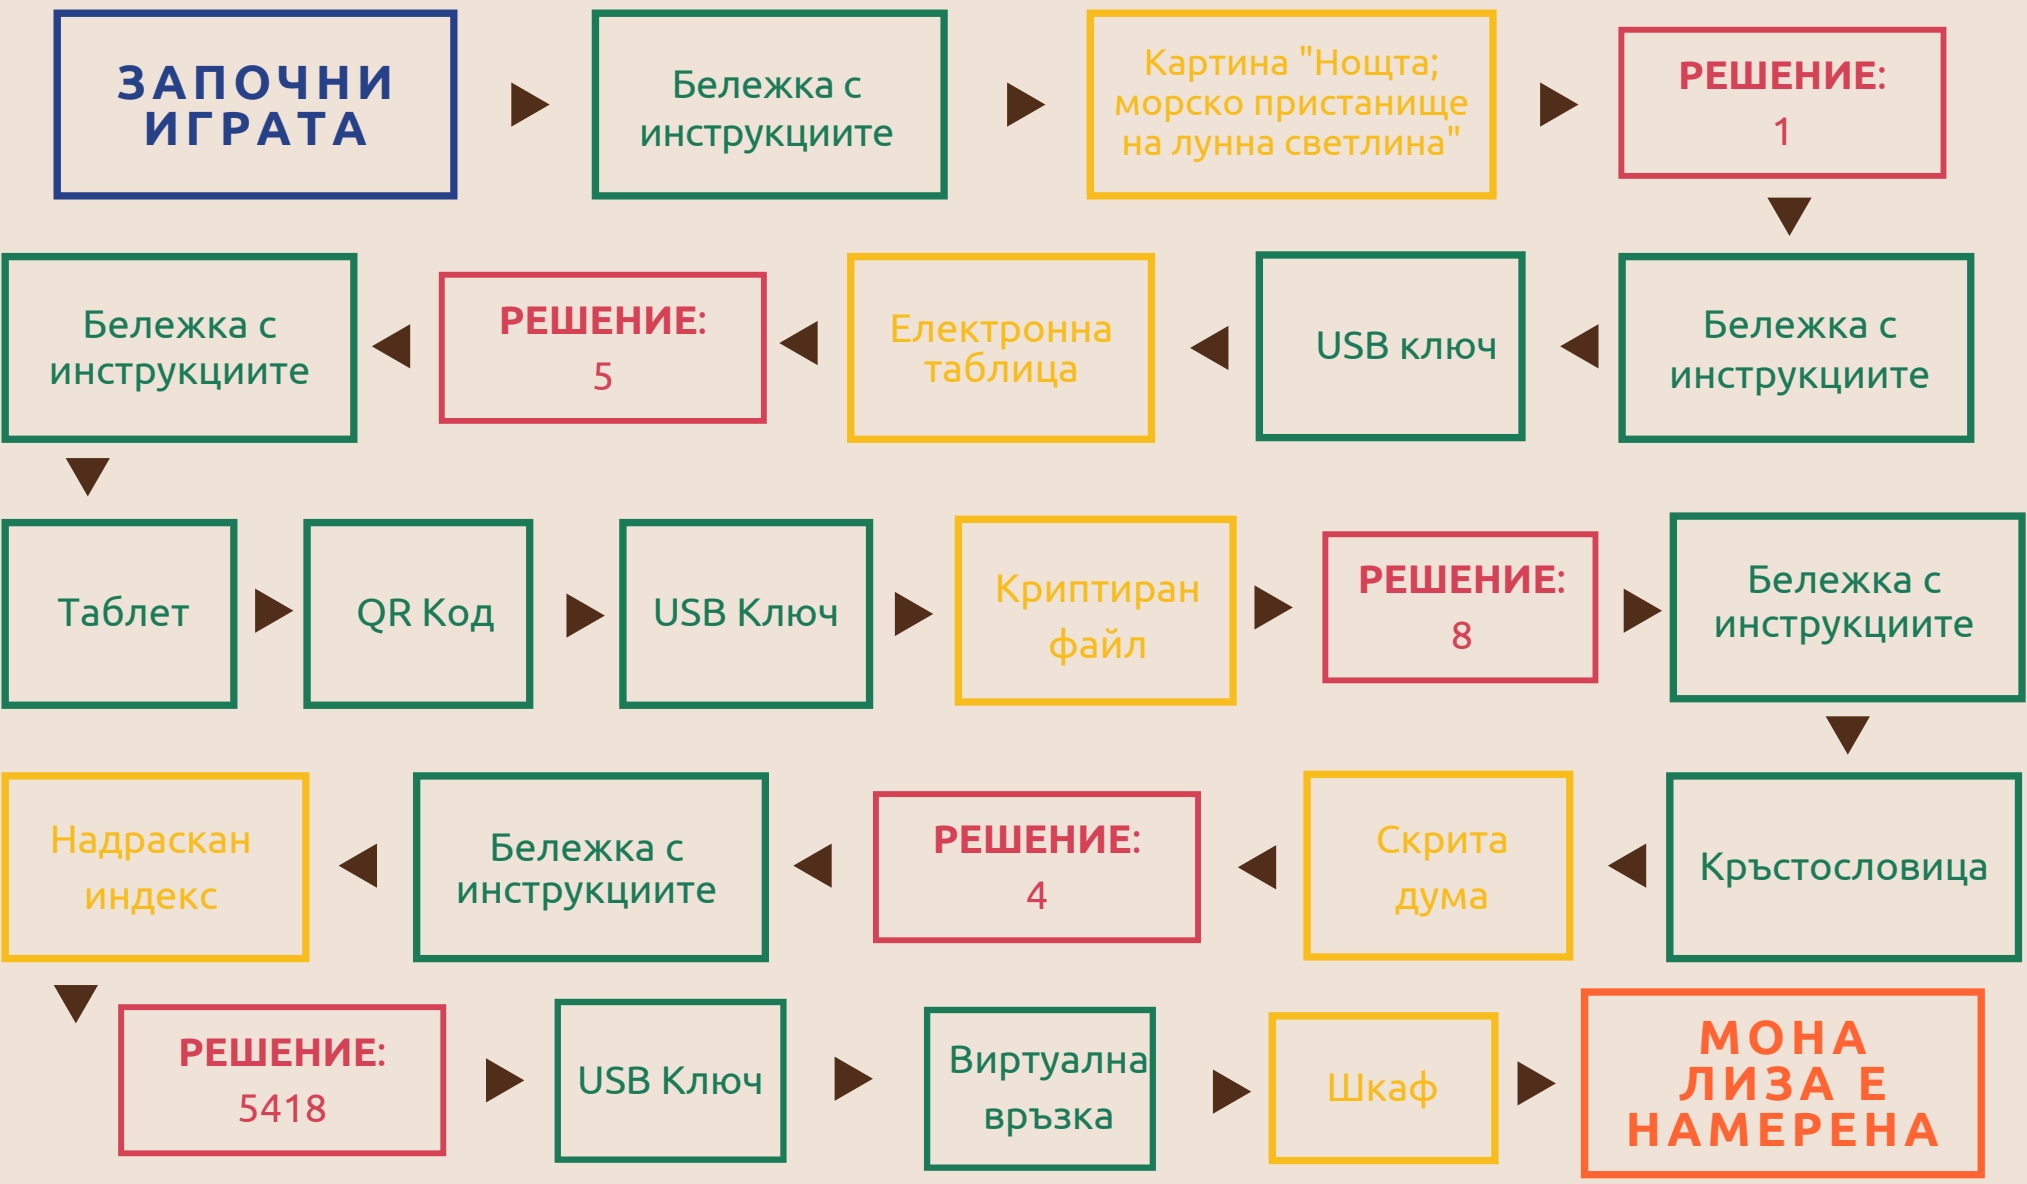 ЗАПОЧНИ
ИГРАТА
Бележка с
инструкциите
Картина "Нощта;
морско пристанище
на лунна светлина"
РЕШЕНИЕ:
1
Бележка с
инструкциите
USB ключ
Електронна
таблица
РЕШЕНИЕ:
5
Бележка с
инструкциите
Таблет
QR Код
USB Ключ
Криптиран
файл
РЕШЕНИЕ:
8
Бележка с
инструкциите
Кръстословица
Скрита
дума
РЕШЕНИЕ:
4
Бележка с
инструкциите
Надраскан
индекс
РЕШЕНИЕ:
5418
USB Ключ
Виртуална
връзка
Шкаф
МОНА
ЛИЗА Е
НАМЕРЕНА